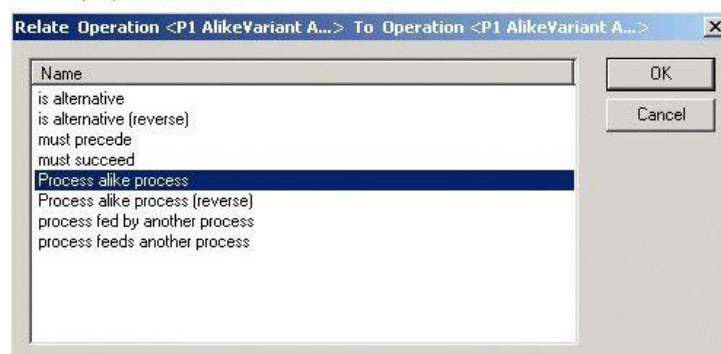 Relate Operation <P1 AlikeVariant A...> To Operation <P1 AlikeVariant A...>
Name
OK
is alternative
is alternative (reverse)
Cancel
must precede
must succeed
Process alike process
Process alike process (reverse)
process fed by another process
process feeds another process